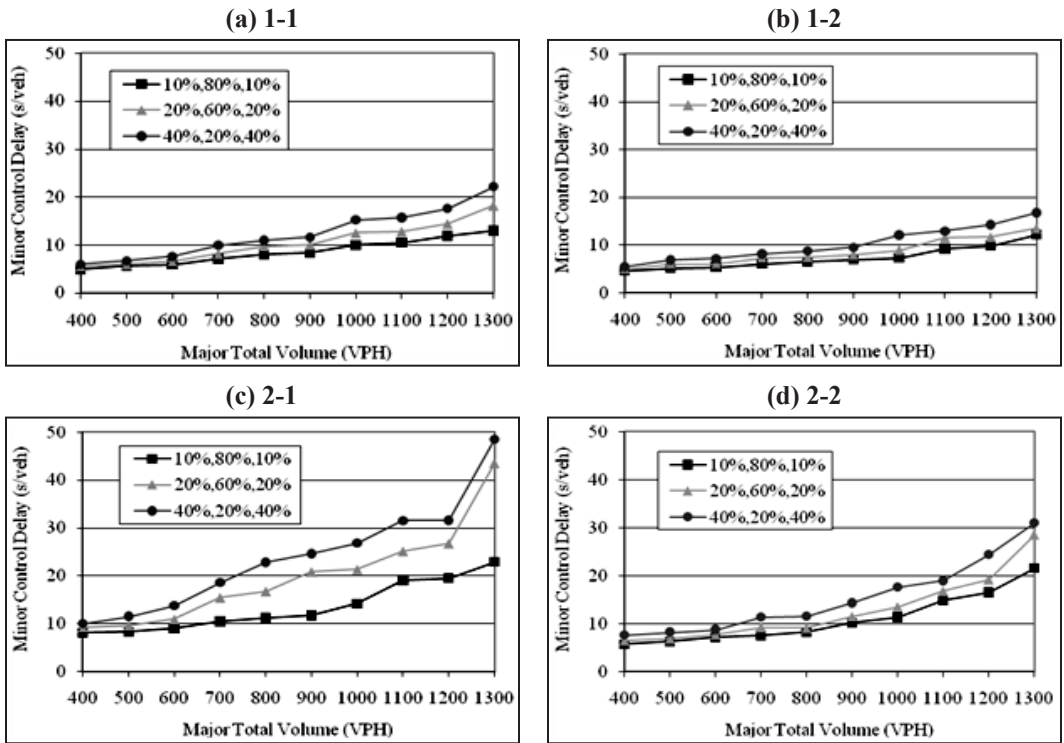 (a) 1-1
Minor Control Delay (s/veh)
50
40
30
20
10
0
10%,80%,10%
20%,60%,20%
40%,20%,40%
400 500 600 700 800 900 1000 1100 1200 1300
Major Total Volume (VPH)
(b) 1-2
Minor Control Delay (s/veh)
50
40
30
20
10
0
10%,80%,10%
20%,60%,20%
40%,20%,40%
400 500 600 700 800 900 1000 1100 1200 1300
Major Total Volume (VPH)
(c) 2-1
Minor Control Delay (s/veh)
50
40
30
20
10
0
10%,80%,10%
20%,60%,20%
40%,20%,40%
400 500 600 700 800 900 1000 1100 1200 1300
Major Total Volume (VPH)
(d) 2-2
Minor Control Delay (s/veh)
50
40
30
20
10
0
10%,80%,10%
20%,60%,20%
40%,20%,40%
400 500 600 700 800 900 1000 1100 1200 1300
Major Total Volume (VPH)